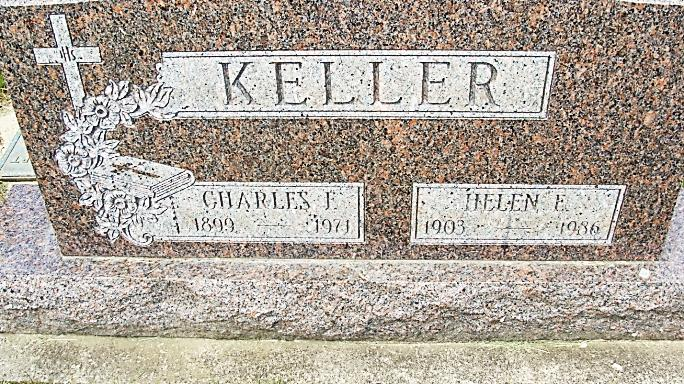 IHS
KELLER
CHARLES F.
1899 — 1971
HELEN E.
1903 — 1986